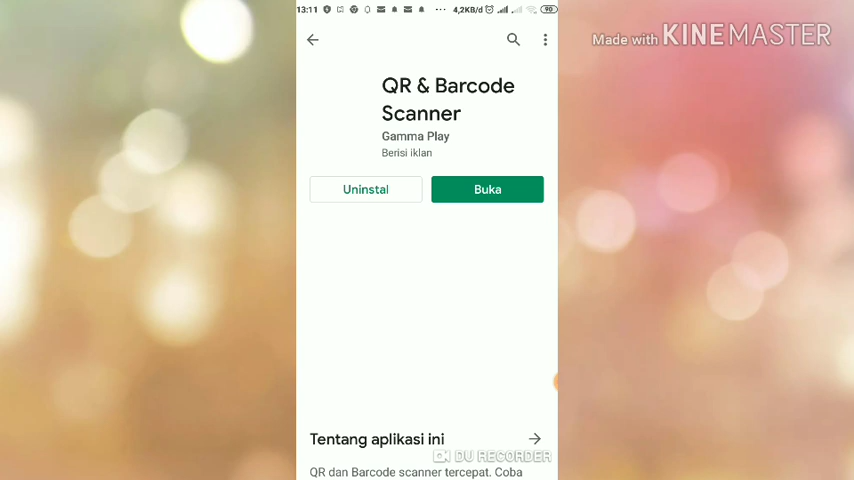 13:11
4,2KB/d
90
Made with KINEMASTER
QR & Barcode
Scanner
Gamma Play
Berisi iklan
Uninstal
Buka
Tentang aplikasi ini
DU RECORDER
QR dan Barcode scanner tercepat. Coba